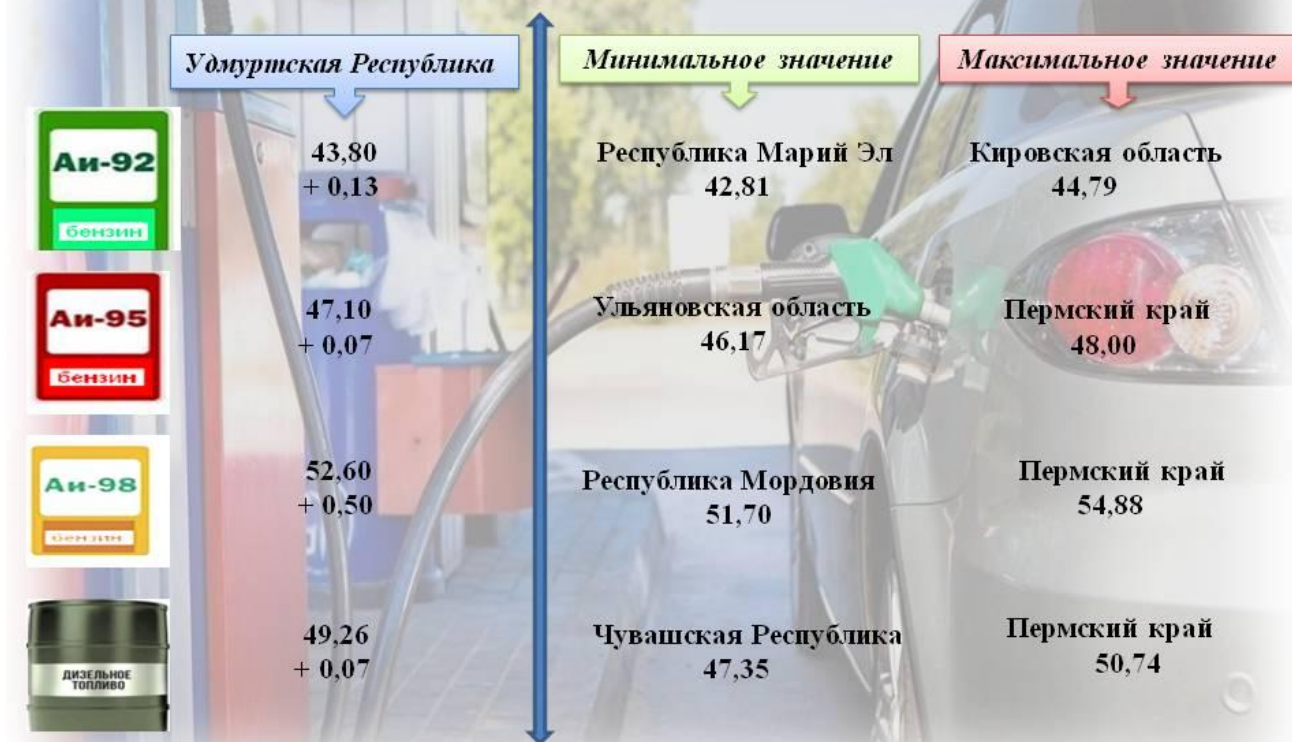 Удмуртская Республика
Минимальное значение
Максимальное значение
Аи-92
бензин
43,80
+ 0,13
Республика Марий Эл
42,81
Кировская область
44,79
Аи-95
бензин
47,10
+ 0,07
Ульяновская область
46,17
Пермский край
48,00
Аи-98
бензин
52,60
+ 0,50
Республика Мордовия
51,70
Пермский край
54,88
ДИЗЕЛЬНОЕ
ТОПЛИВО
49,26
+ 0,07
Чувашская Республика
47,35
Пермский край
50,74